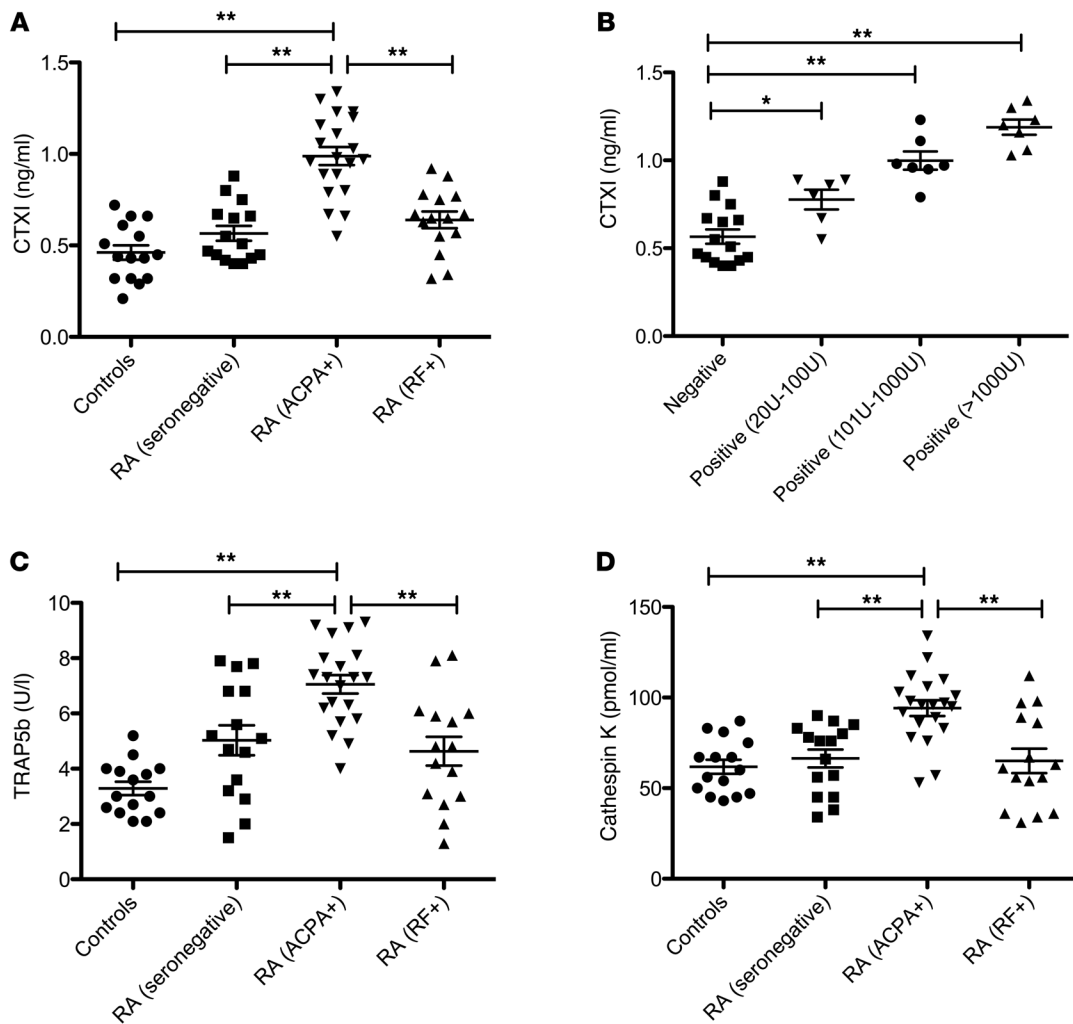 A
**
**
**
CTXI (ng/ml)
1.5
1.0
0.5
0.0
Controls
RA (seronegative)
RA (ACPA+)
RA (RF+)
B
**
**
*
CTXI (ng/ml)
1.5
1.0
0.5
0.0
Negative
Positive (20U-100U)
Positive (101U-1000U)
Positive (>1000U)
C
**
**
**
TRAP5b (U/l)
10
8
6
4
2
0
Controls
RA (seronegative)
RA (ACPA+)
RA (RF+)
D
**
**
**
Cathespin K (pmol/ml)
150
100
50
0
Controls
RA (seronegative)
RA (ACPA+)
RA (RF+)